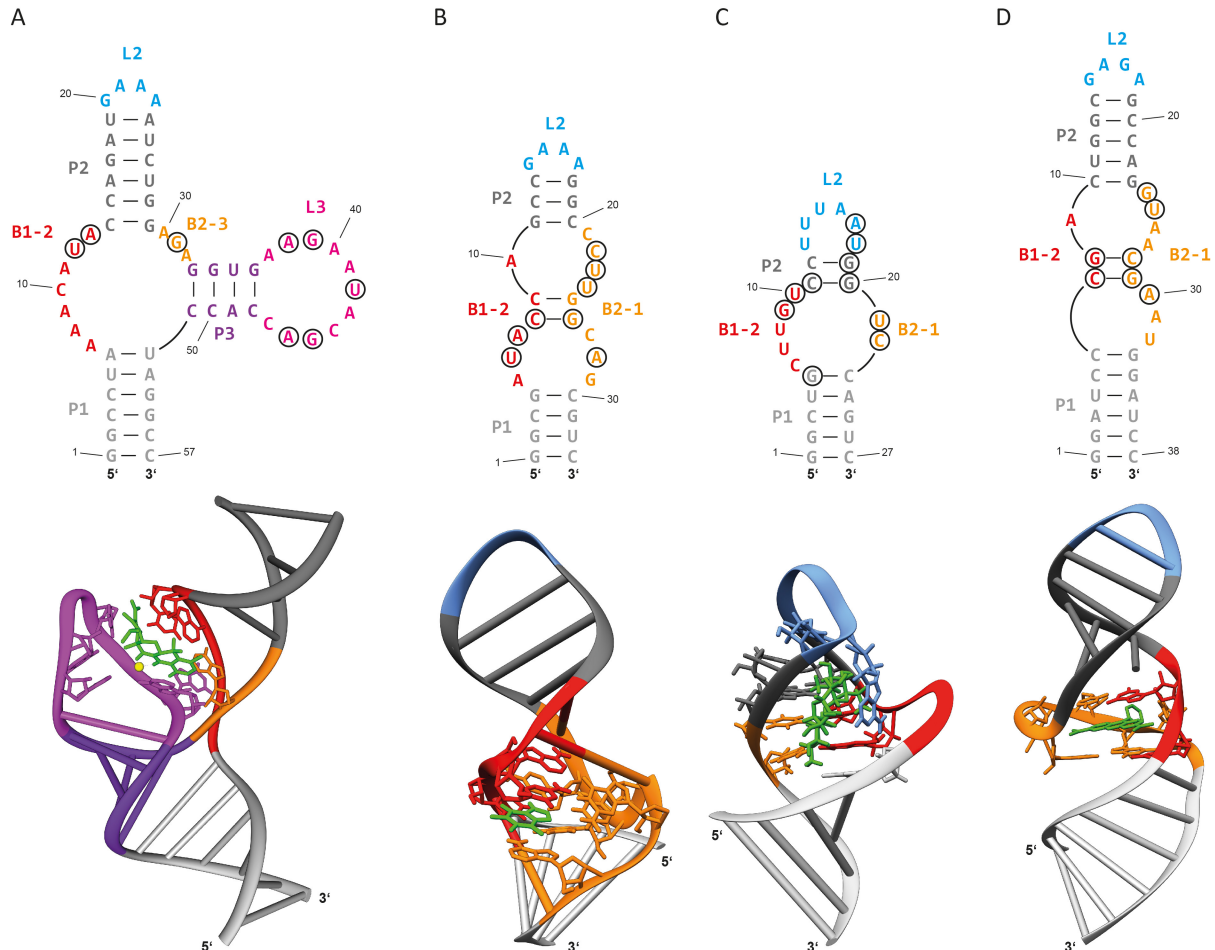 A
L2
G A A A
20
U A
A U
G C
P2
A U
C G
C G
30
B1-2
A U A C A A A
10
A G A
B2-3
L3
40
A A G A A U A C G A C
G G U G
C C A C
50
P3
A U
U A
C G
P1
C G
G C
1 G C 57
5‘ 3‘
B
L2
G A A A
C G
P2
C G
G C
20
10
A
C C U U
B1-2
C G
C G
B2-1
A U A
C A G
G C
30
C G
P1
G U
1 G C
5‘ 3‘
C
L2
U U U A A U
P2
C G
C G
20
10
U G U U C
B1-2
U C
B2-1
G C
U A
P1
C G
G U
1 G C 27
5‘ 3‘
D
L2
G A G A
C G
G C
20
P2
G C
U A
10
C G
A
G U A A
B1-2
G C
C G
B2-1
A A U
30
C G
C G
U A
P1
A U
G C
1 G C 38
5‘ 3‘
3‘
5‘
5‘
3‘
5‘
3‘
5‘
3‘